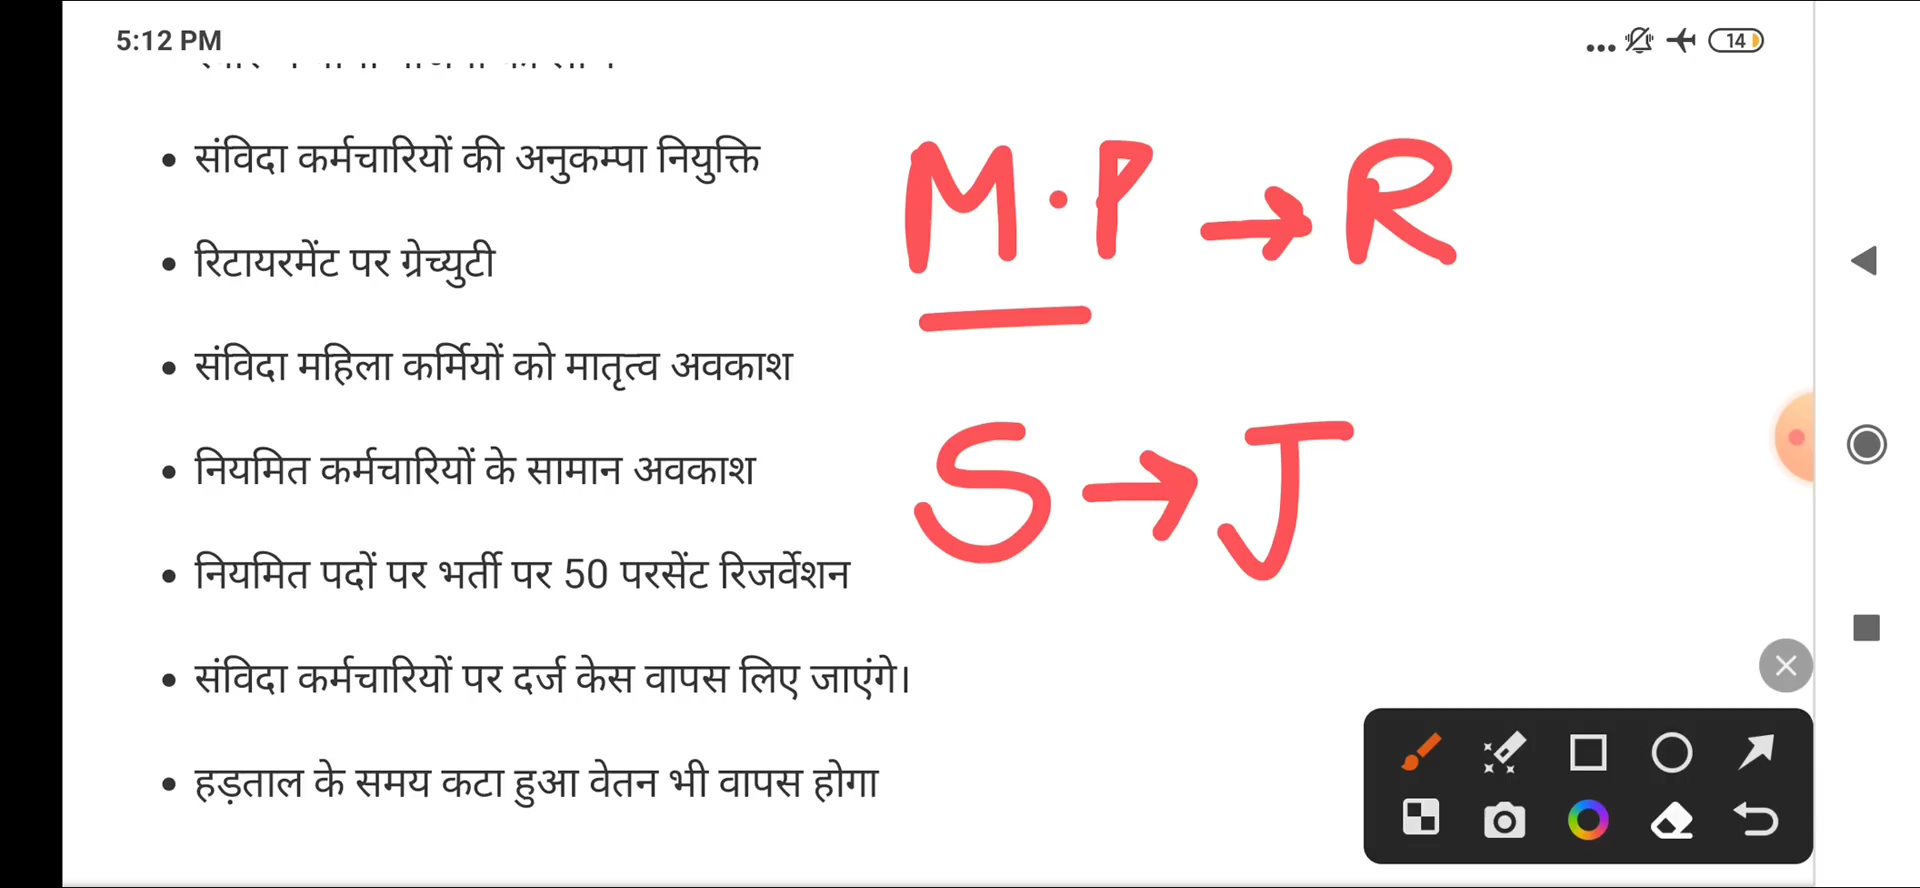 5:12 PM
14
• संविदा कर्मचारियों की अनुकम्पा नियुक्ति
• रिटायरमेंट पर ग्रेच्युटी
• संविदा महिला कर्मियों को मातृत्व अवकाश
• नियमित कर्मचारियों के सामान अवकाश
• नियमित पदों पर भर्ती पर 50 परसेंट रिजर्वेशन
• संविदा कर्मचारियों पर दर्ज केस वापस लिए जाएंगे।
• हड़ताल के समय कटा हुआ वेतन भी वापस होगा
M.P → R
S → J